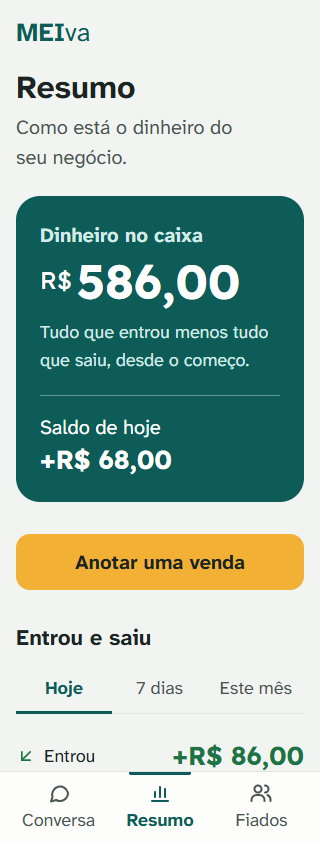 MEIva
Resumo
Como está o dinheiro do
seu negócio.
Dinheiro no caixa
R$ 586,00
Tudo que entrou menos tudo
que saiu, desde o começo.
Saldo de hoje
+R$ 68,00
Anotar uma venda
Entrou e saiu
Hoje 7 dias Este mês
Entrou +R$ 86,00
Conversa Resumo Fiados